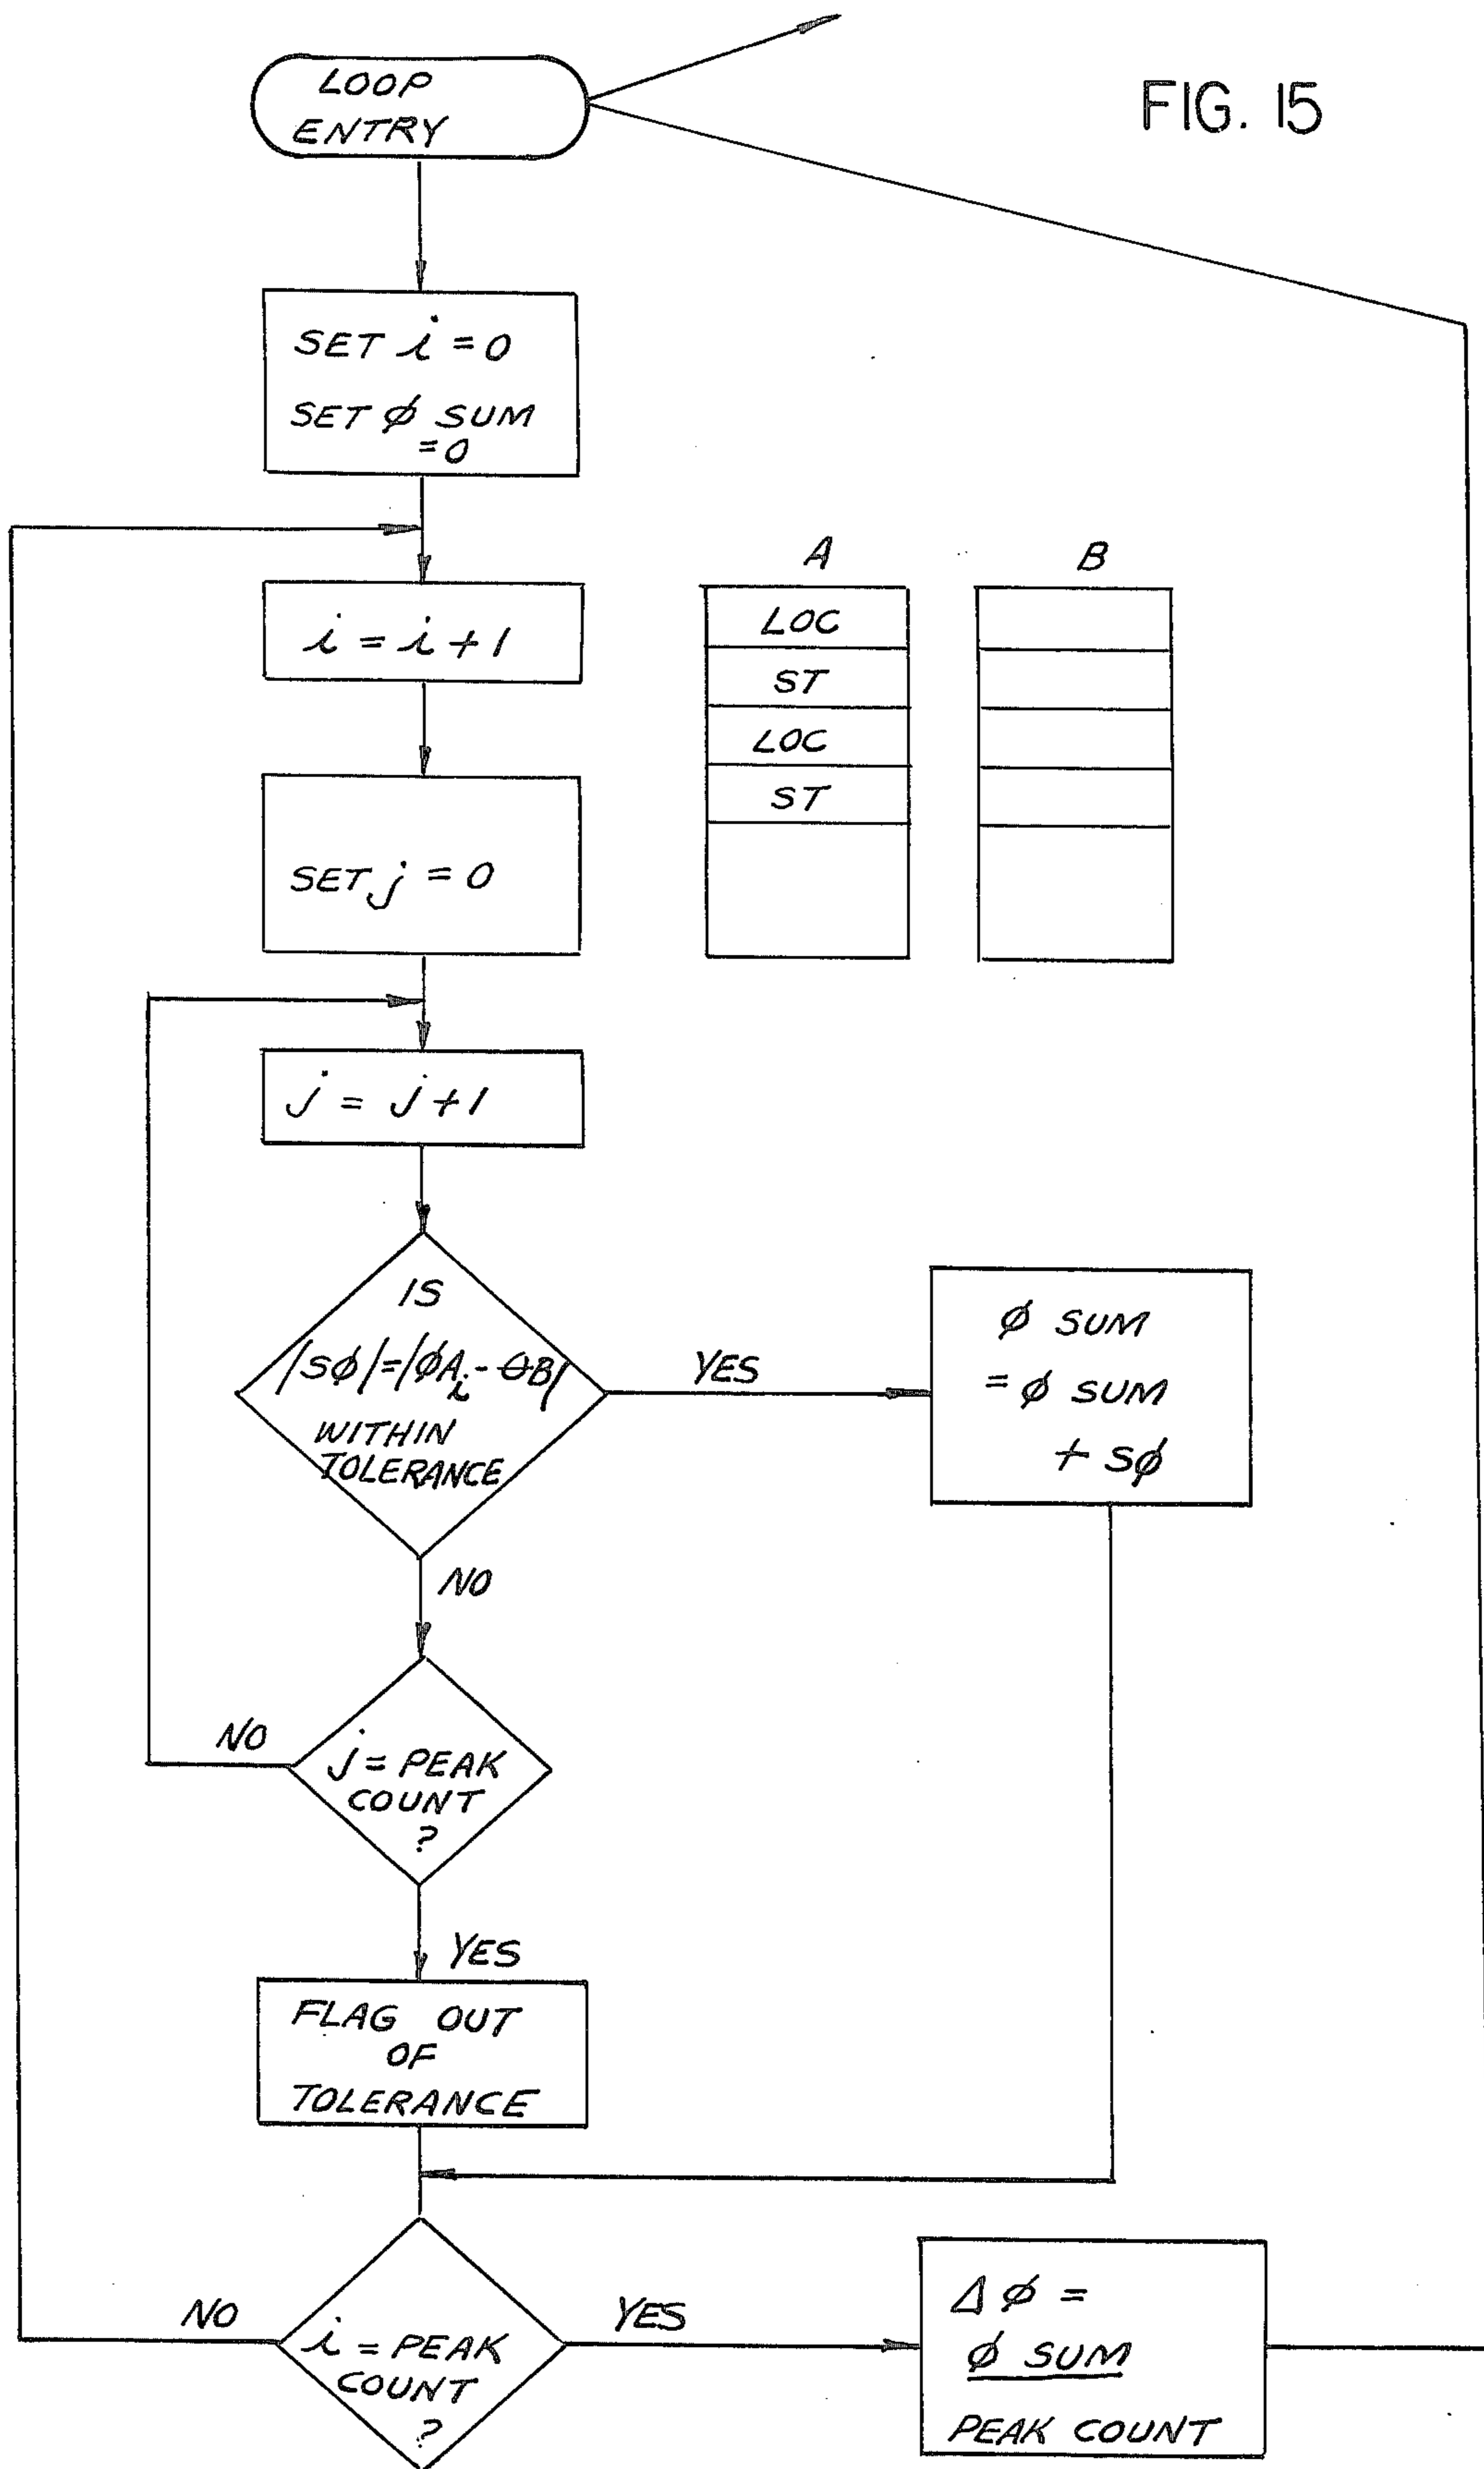 FIG. 15
LOOP
ENTRY
SET i = 0
SET ϕ SUM
= 0
i = i + 1
SET j = 0
A
LOC
ST
LOC
ST
B
j = j + 1
IS
|Sϕ| = |ϕA_i - ΘB|
WITHIN
TOLERANCE
YES
ϕ SUM
= ϕ SUM
+ Sϕ
NO
j = PEAK
COUNT
?
NO
YES
FLAG OUT
OF
TOLERANCE
NO
i = PEAK
COUNT
?
YES
Δ ϕ =
ϕ SUM
PEAK COUNT